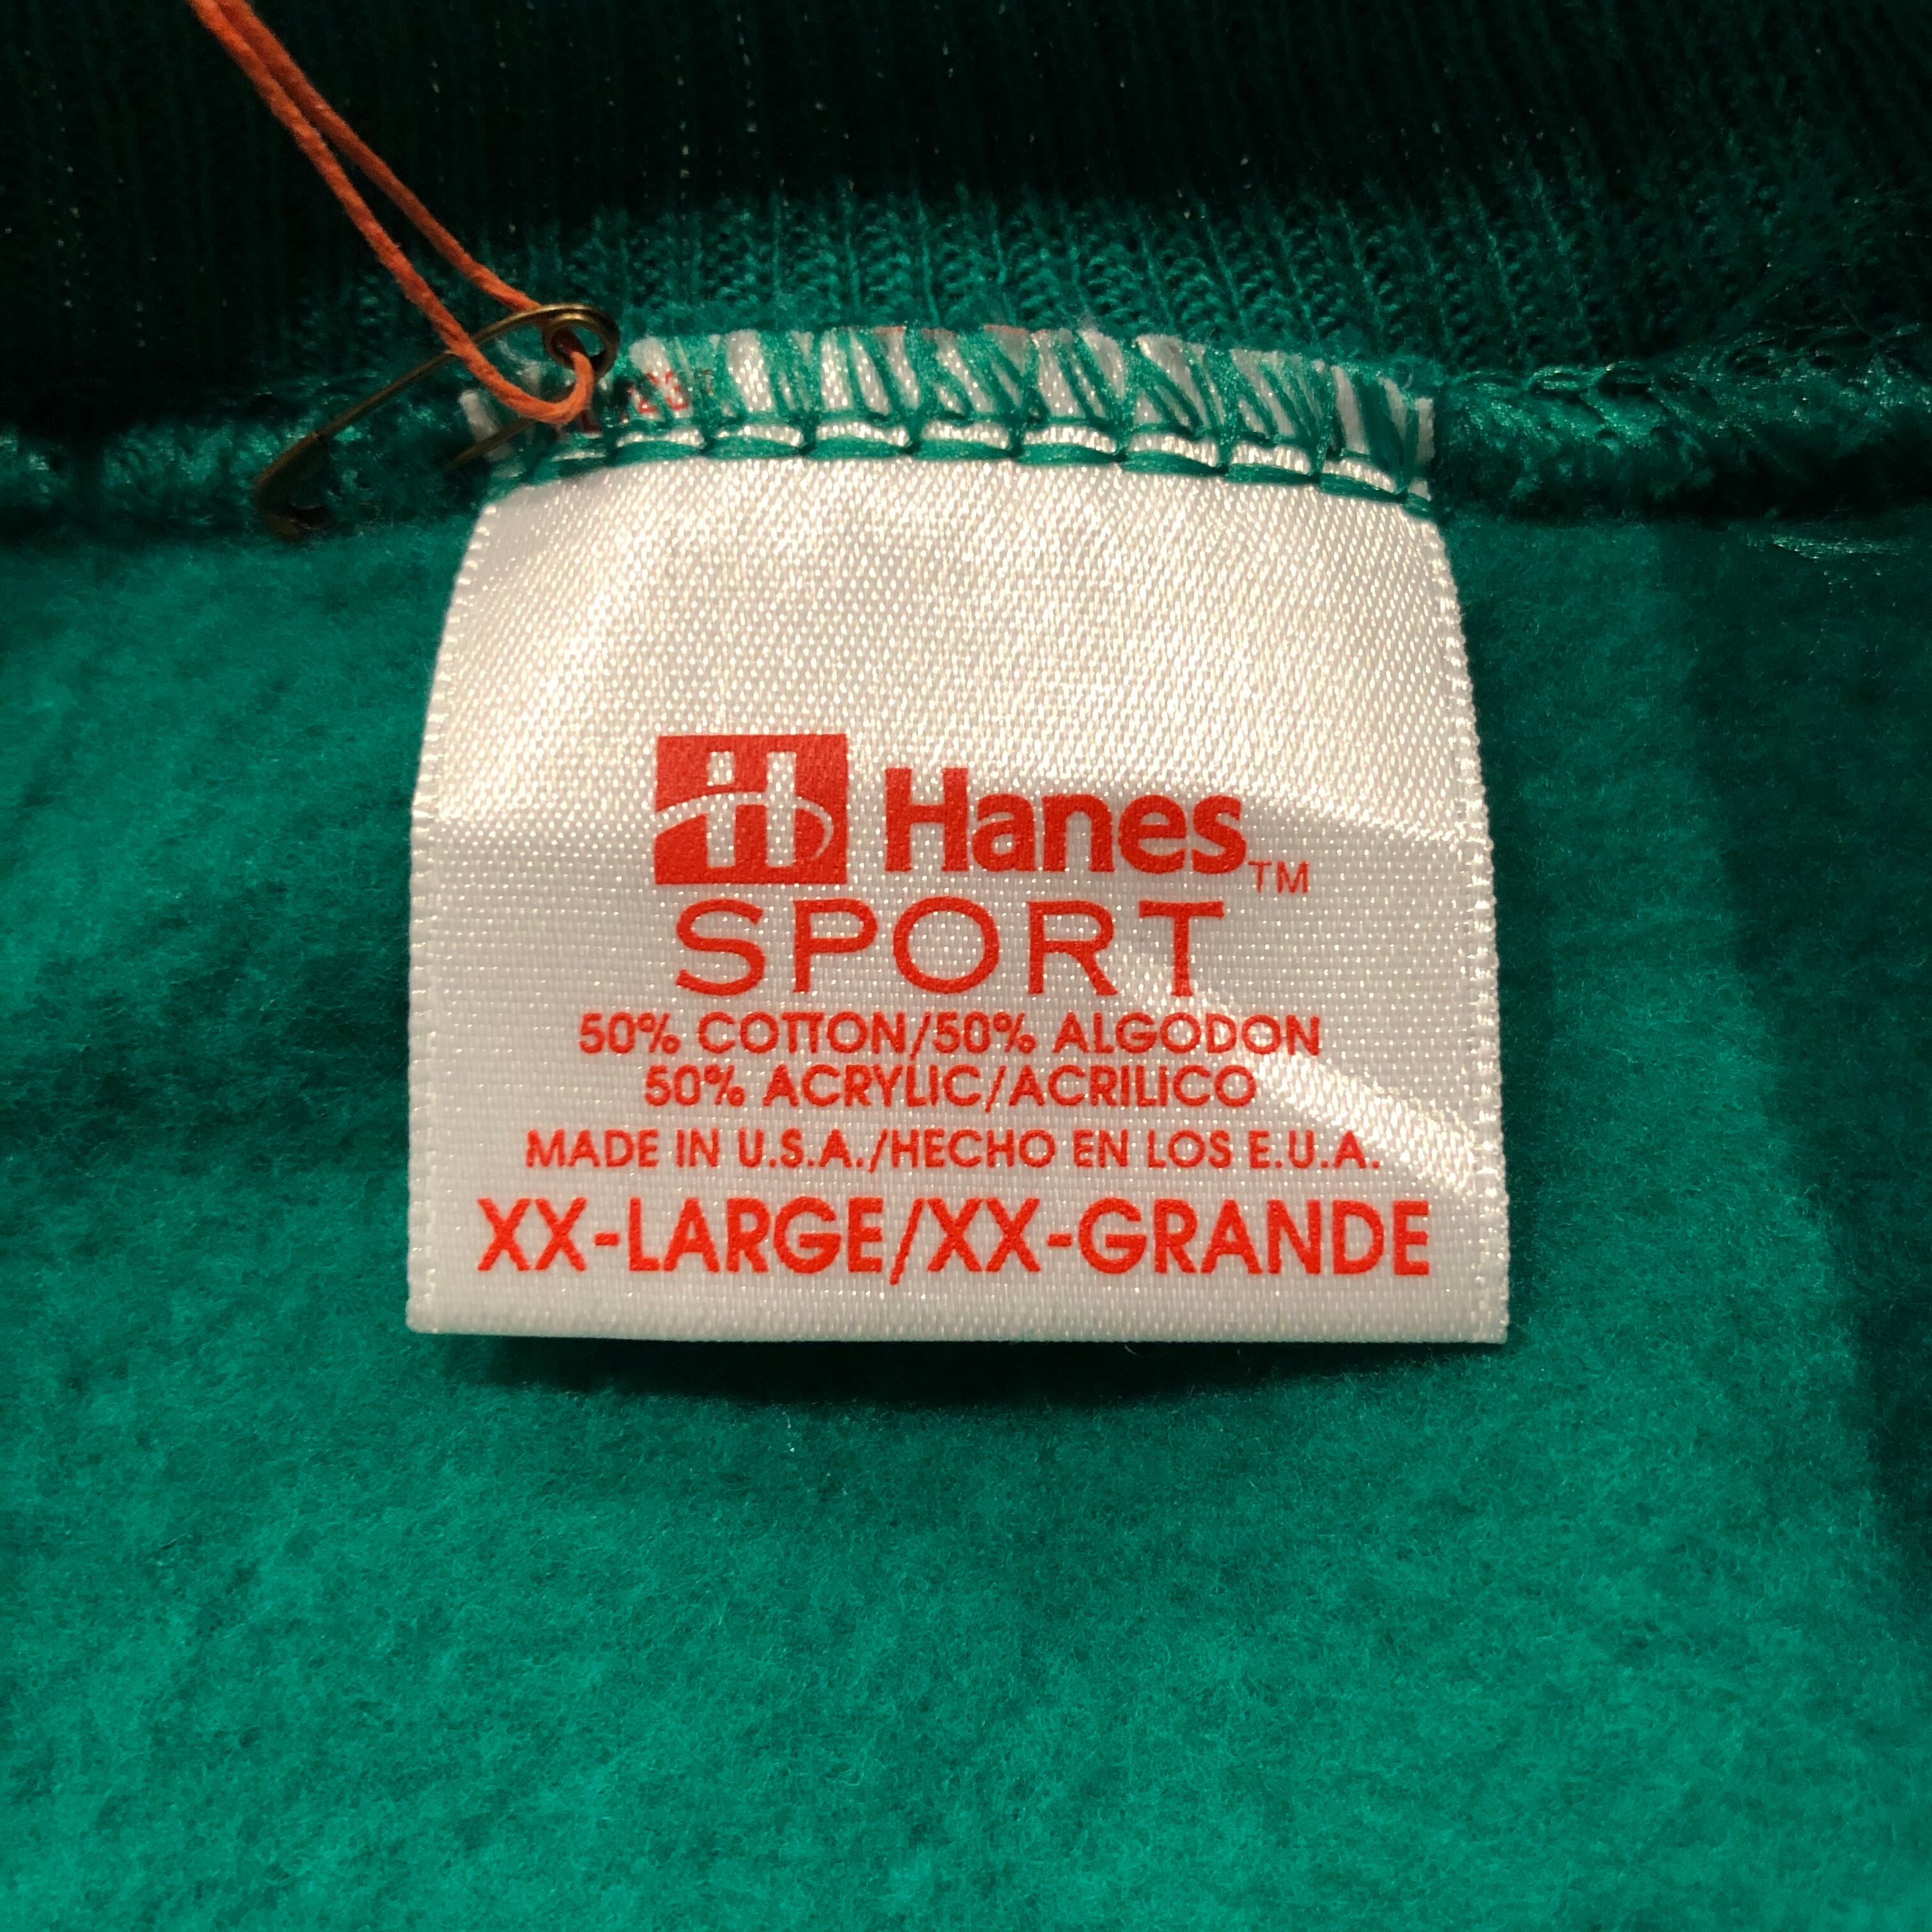 Hanes™
SPORT
50% COTTON/50% ALGODON
50% ACRYLIC/ACRILICO
MADE IN U.S.A./HECHO EN LOS E.U.A.
XX-LARGE/XX-GRANDE